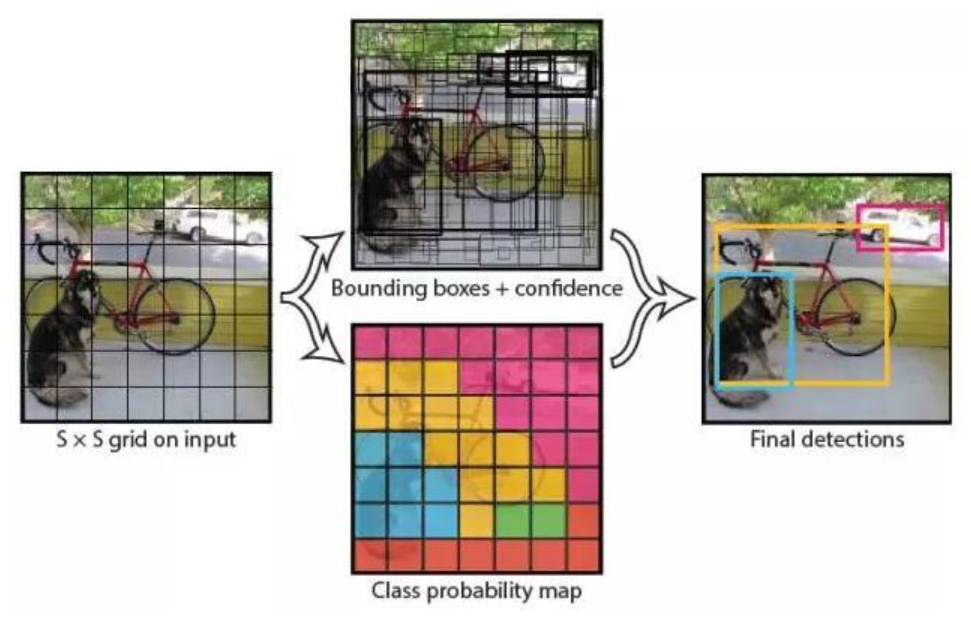 S × S grid on input
Bounding boxes + confidence
Class probability map
Final detections